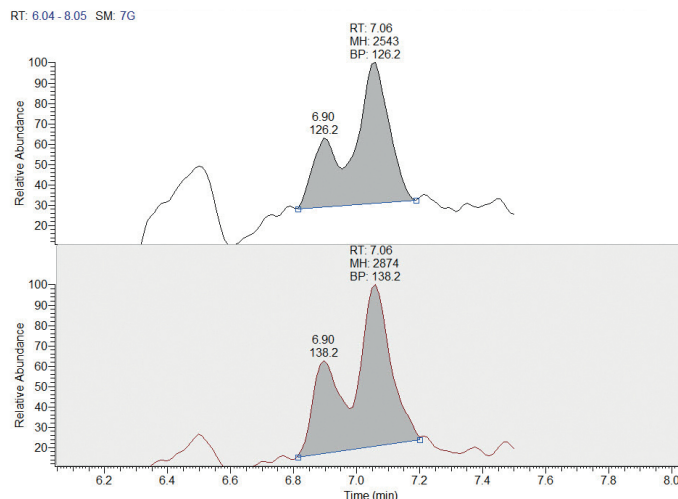 RT: 6.04 - 8.05 SM: 7G
RT: 7.06
MH: 2543
BP: 126.2
6.90
126.2
100
90
80
70
60
50
40
30
20
Relative Abundance
RT: 7.06
MH: 2874
BP: 138.2
6.90
138.2
100
90
80
70
60
50
40
30
20
Relative Abundance
6.2 6.4 6.6 6.8 7.0 7.2 7.4 7.6 7.8 8.0
Time (min)